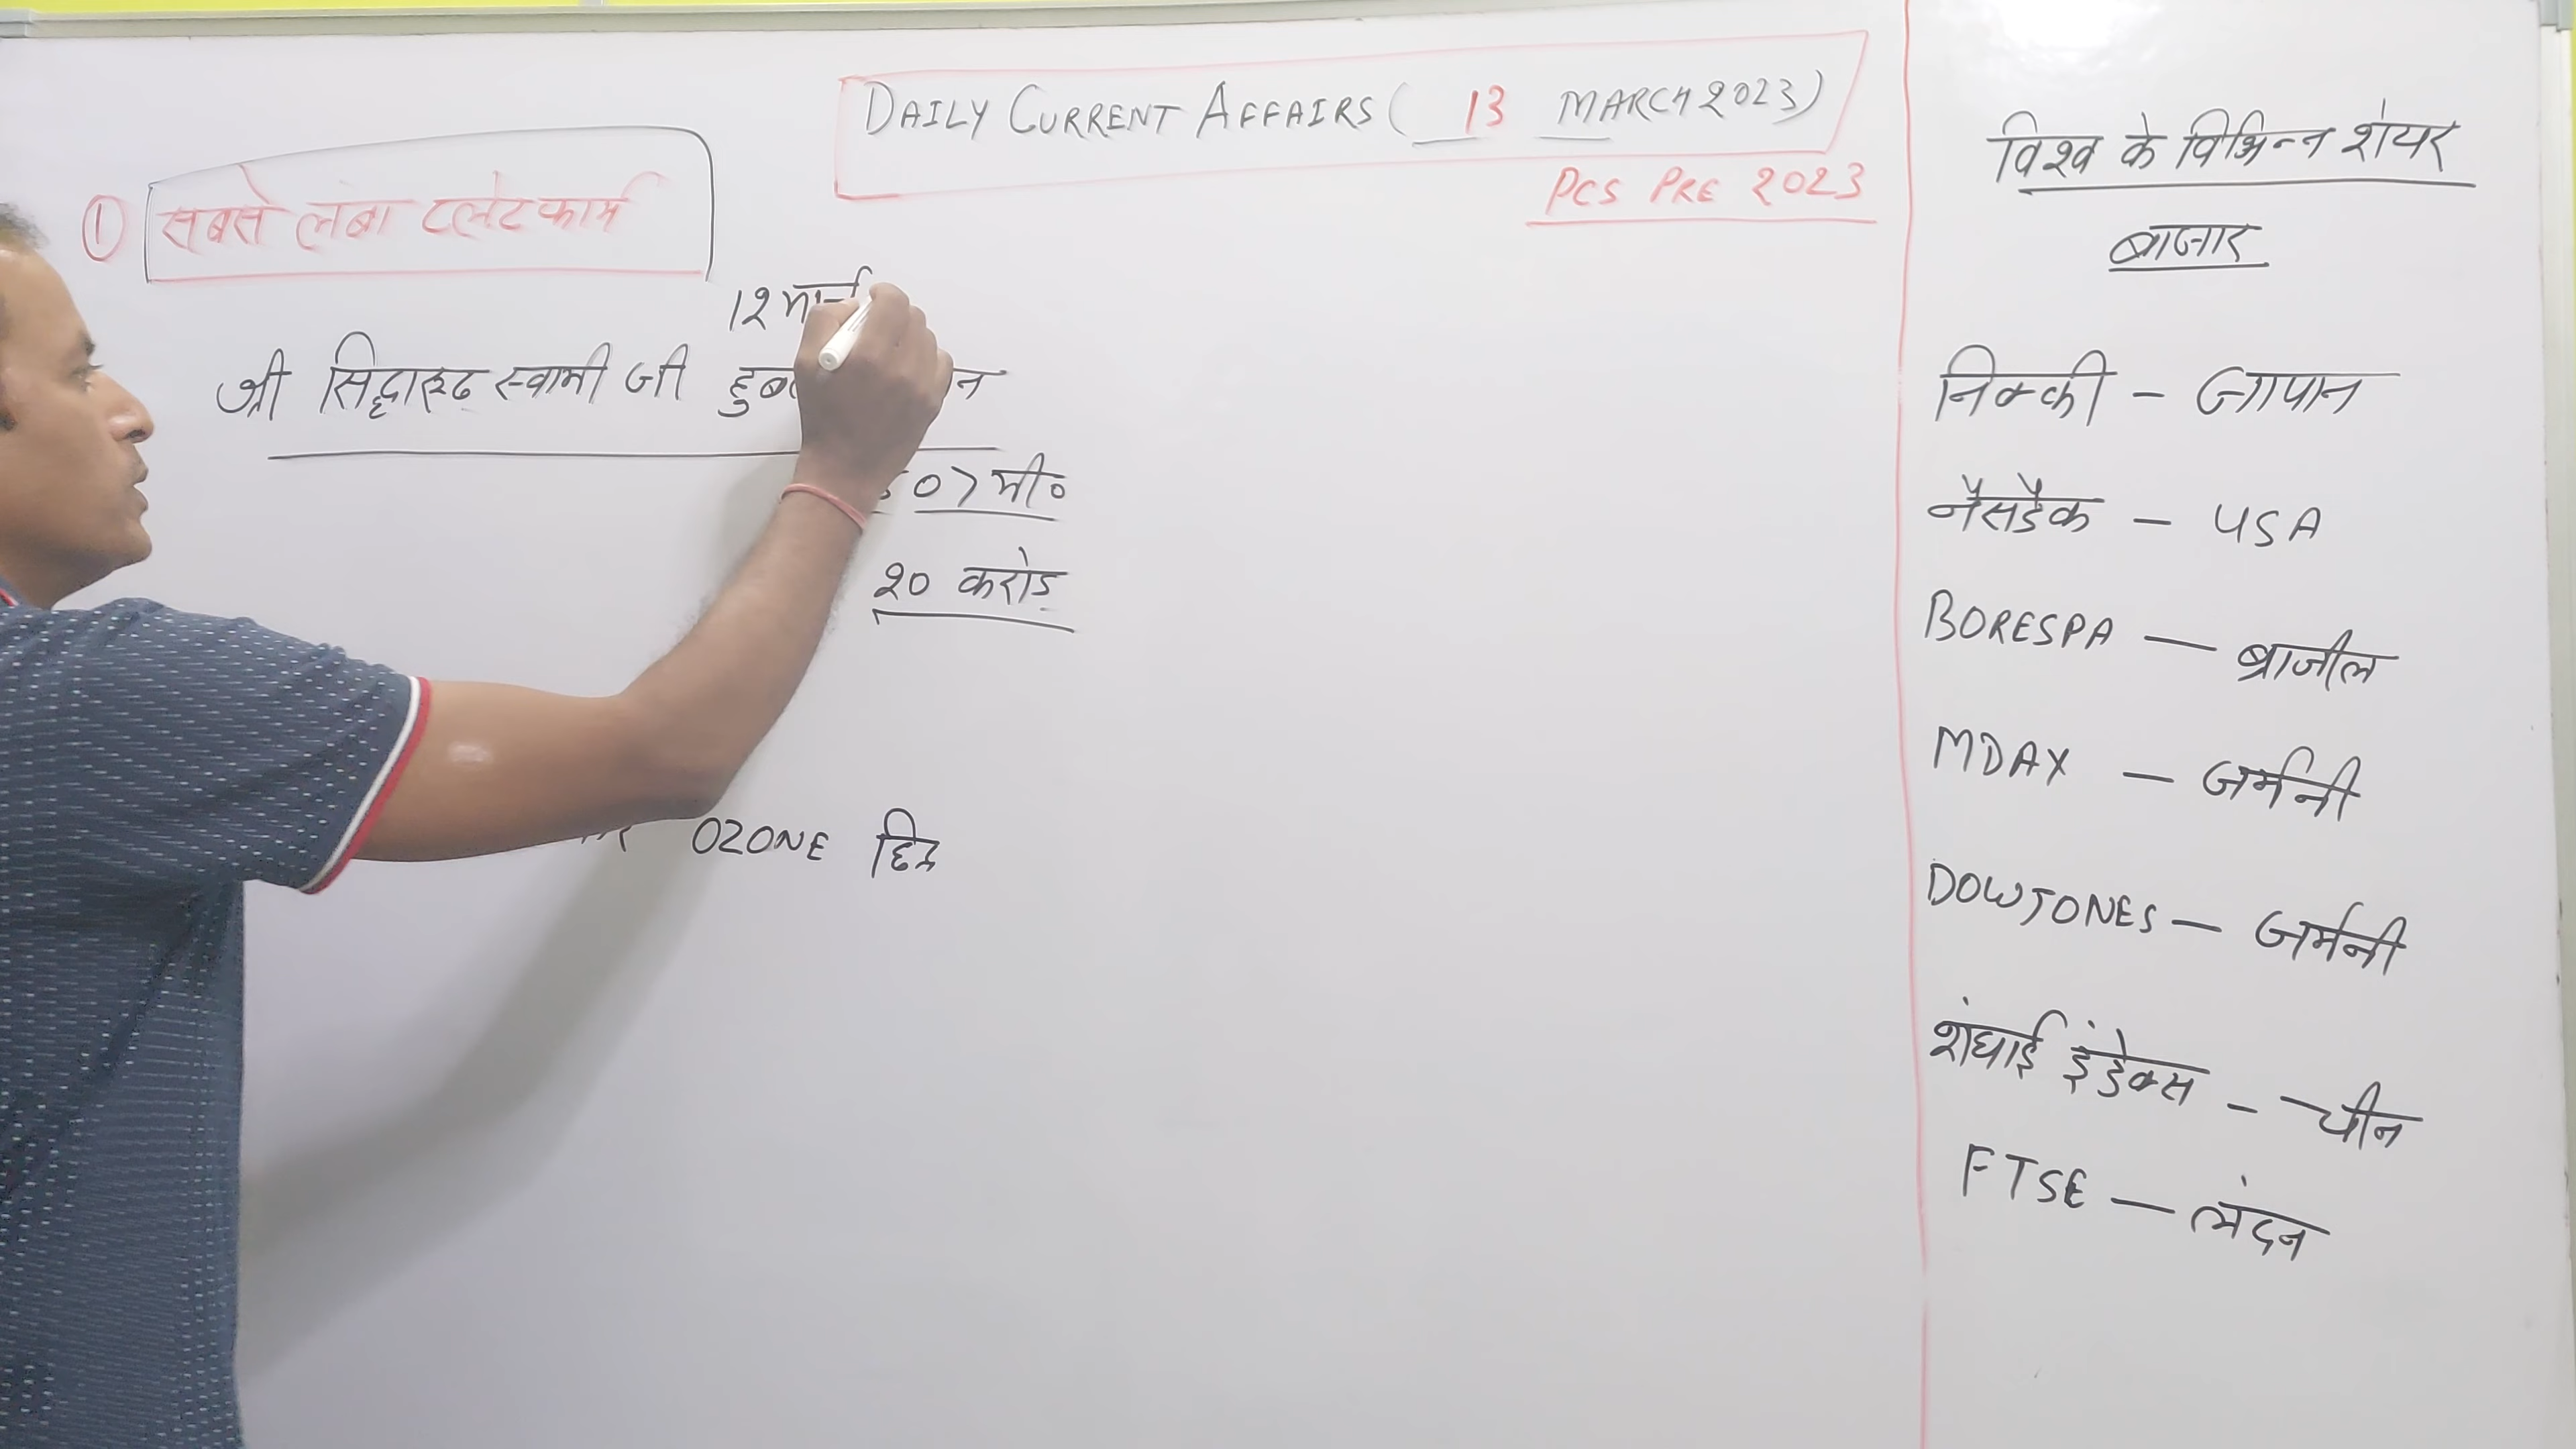 DAILY CURRENT AFFAIRS ( 13 MARCH 2023)
PCS PRE 2023
① सबसे लंबा प्लेटफार्म
12 मार्च
श्री सिद्धारूढ स्वामी जी
07 मी०
20 करोड़
OZONE छिद्र
विश्व के विभिन्न शेयर
बाजार
निक्की - जापान
नैसडैक - USA
BORESPA - ब्राजील
MDAX - जर्मनी
DOWJONES - जर्मनी
शंघाई इंडेक्स - चीन
FTSE - लंदन